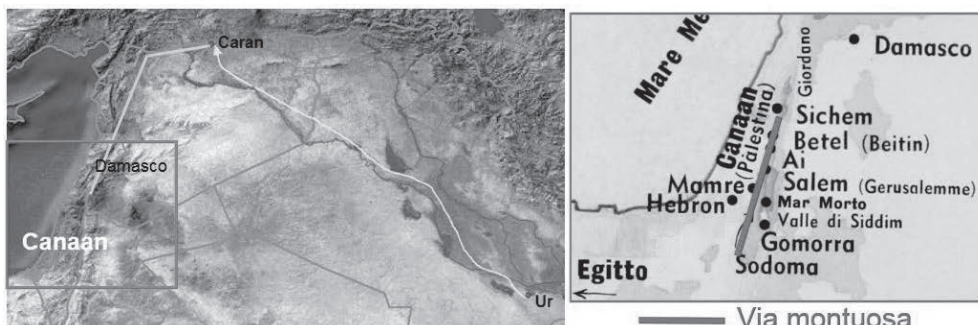 Caran
Damasco
Canaan
Ur
Mare Me
Canaan
(Palestina)
Giordano
Damasco
Sichem
Betel (Beitin)
Ai
Salem (Gerusalemme)
Mamre
Hebron
Mar Morto
Valle di Siddim
Gomorra
Sodoma
Egitto
Via montuosa